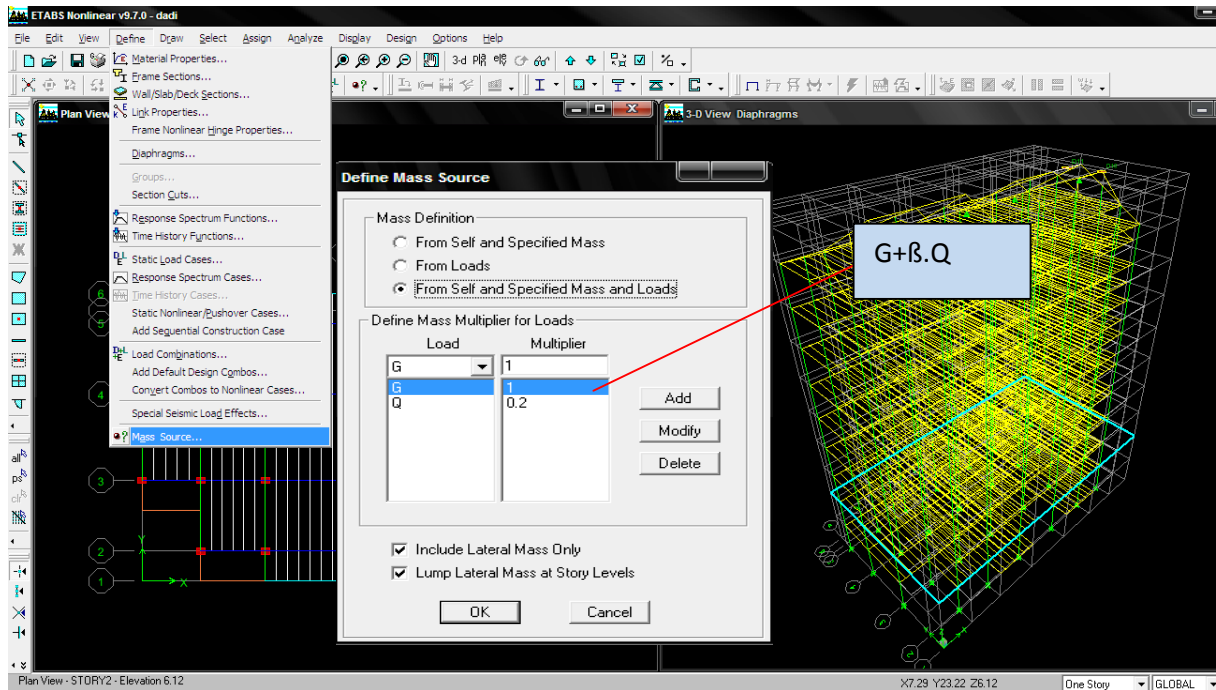 ETABS Nonlinear v9.7.0 - dadi
File Edit View Define Draw Select Assign Analyze Display Design Options Help
3-d
Material Properties...
Frame Sections...
Wall/Slab/Deck Sections...
Link Properties...
Frame Nonlinear Hinge Properties...
Diaphragms...
Groups...
Section Cuts...
Response Spectrum Functions...
Time History Functions...
Static Load Cases...
Response Spectrum Cases...
Time History Cases...
Static Nonlinear/Pushover Cases...
Add Sequential Construction Case
Load Combinations...
Add Default Design Combos...
Convert Combos to Nonlinear Cases...
Special Seismic Load Effects...
Mass Source...
Plan View
all
ps
clr
6
5
4
3
2
1
Y
X
Define Mass Source
Mass Definition
From Self and Specified Mass
From Loads
From Self and Specified Mass and Loads
Define Mass Multiplier for Loads
Load Multiplier
G 1
G 1
Q 0.2
Add
Modify
Delete
Include Lateral Mass Only
Lump Lateral Mass at Story Levels
OK Cancel
3-D View Diaphragms
G+ß.Q
Plan View - STORY2 - Elevation 6.12
X7.29 Y23.22 Z6.12
One Story
GLOBAL